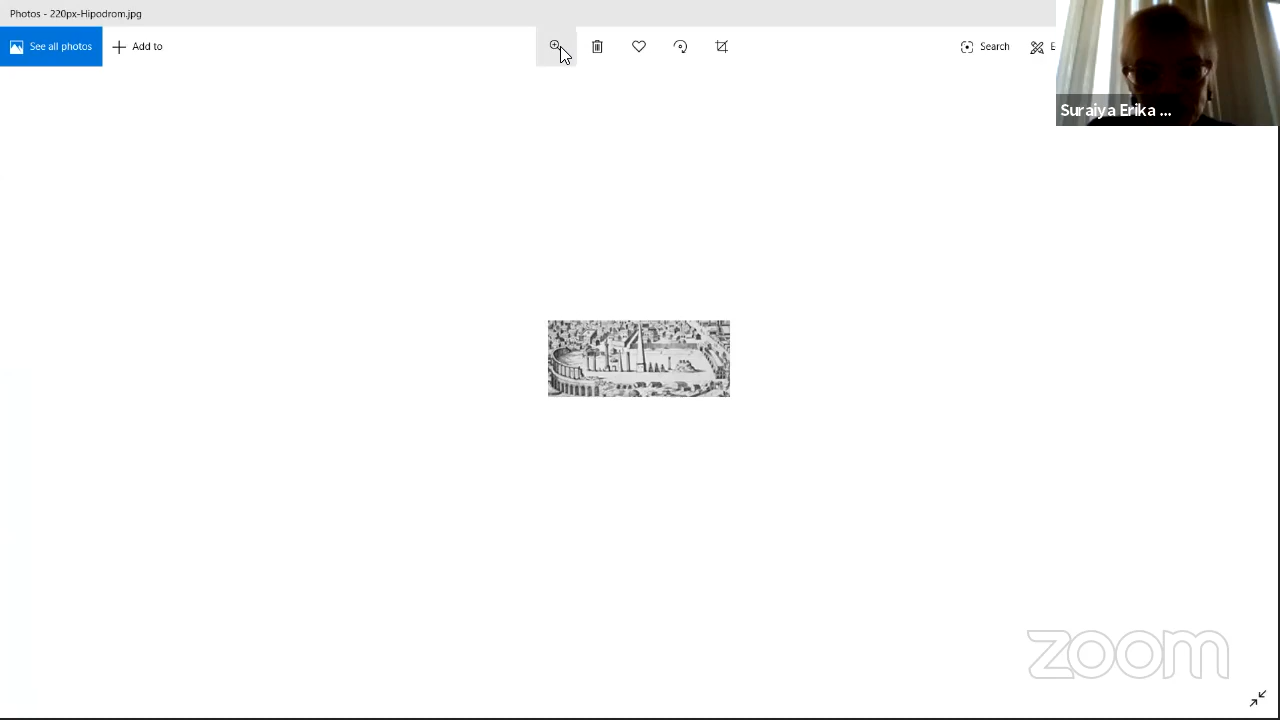 Photos - 220px-Hipodrom.jpg
See all photos
Add to
Search
E
Suraiya Erika ...
zoom